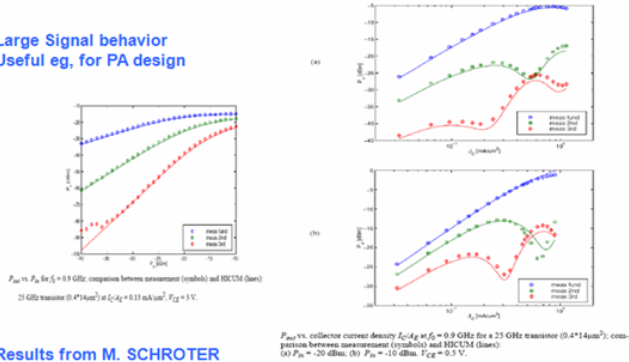 Large Signal behavior
Useful eg, for PA design
(a)
meas fund
meas 2nd
meas 3rd
meas fund
meas 2nd
meas 3rd
(b)
meas fund
meas 2nd
meas 3rd
P_out vs. P_in for f_0 = 0.9 GHz; comparison between measurement (symbols) and HICUM (lines):
25 GHz transistor (0.4*14μm²) at I_C/A_E = 0.13 mA/μm², V_CE = 3 V.
P_out vs. collector current density I_C/A_E at f_0 = 0.9 GHz for a 25 GHz transistor (0.4*14μm²); com-
parison between measurement (symbols) and HICUM (lines):
(a) P_in = -20 dBm; (b) P_in = -10 dBm. V_CE = 0.5 V.
Results from M. SCHROTER